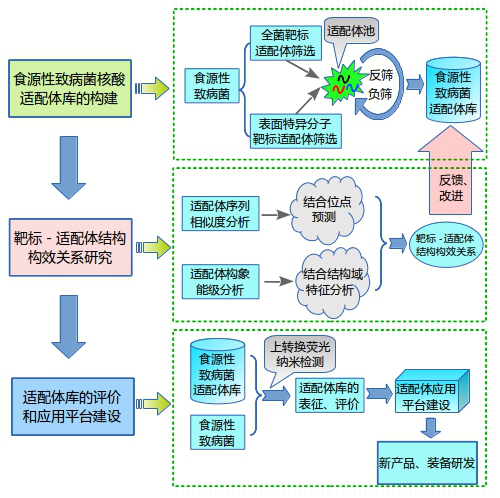 食源性致病菌核酸
适配体库的构建
食源性
致病菌
全菌靶标
适配体筛选
表面特异分子
靶标适配体筛选
适配体池
反筛
负筛
食源性
致病菌
适配体库
反馈、
改进
靶标 - 适配体结构
构效关系研究
适配体序列
相似度分析
结合位点
预测
适配体构象
能级分析
结合结构域
特征分析
靶标 - 适配体
结构构效关系
适配体库的评价
和应用平台建设
食源性
致病菌
适配体库
食源性
致病菌
上转换荧光
纳米检测
适配体库的
表征、评价
适配体应用
平台建设
新产品、装备研发